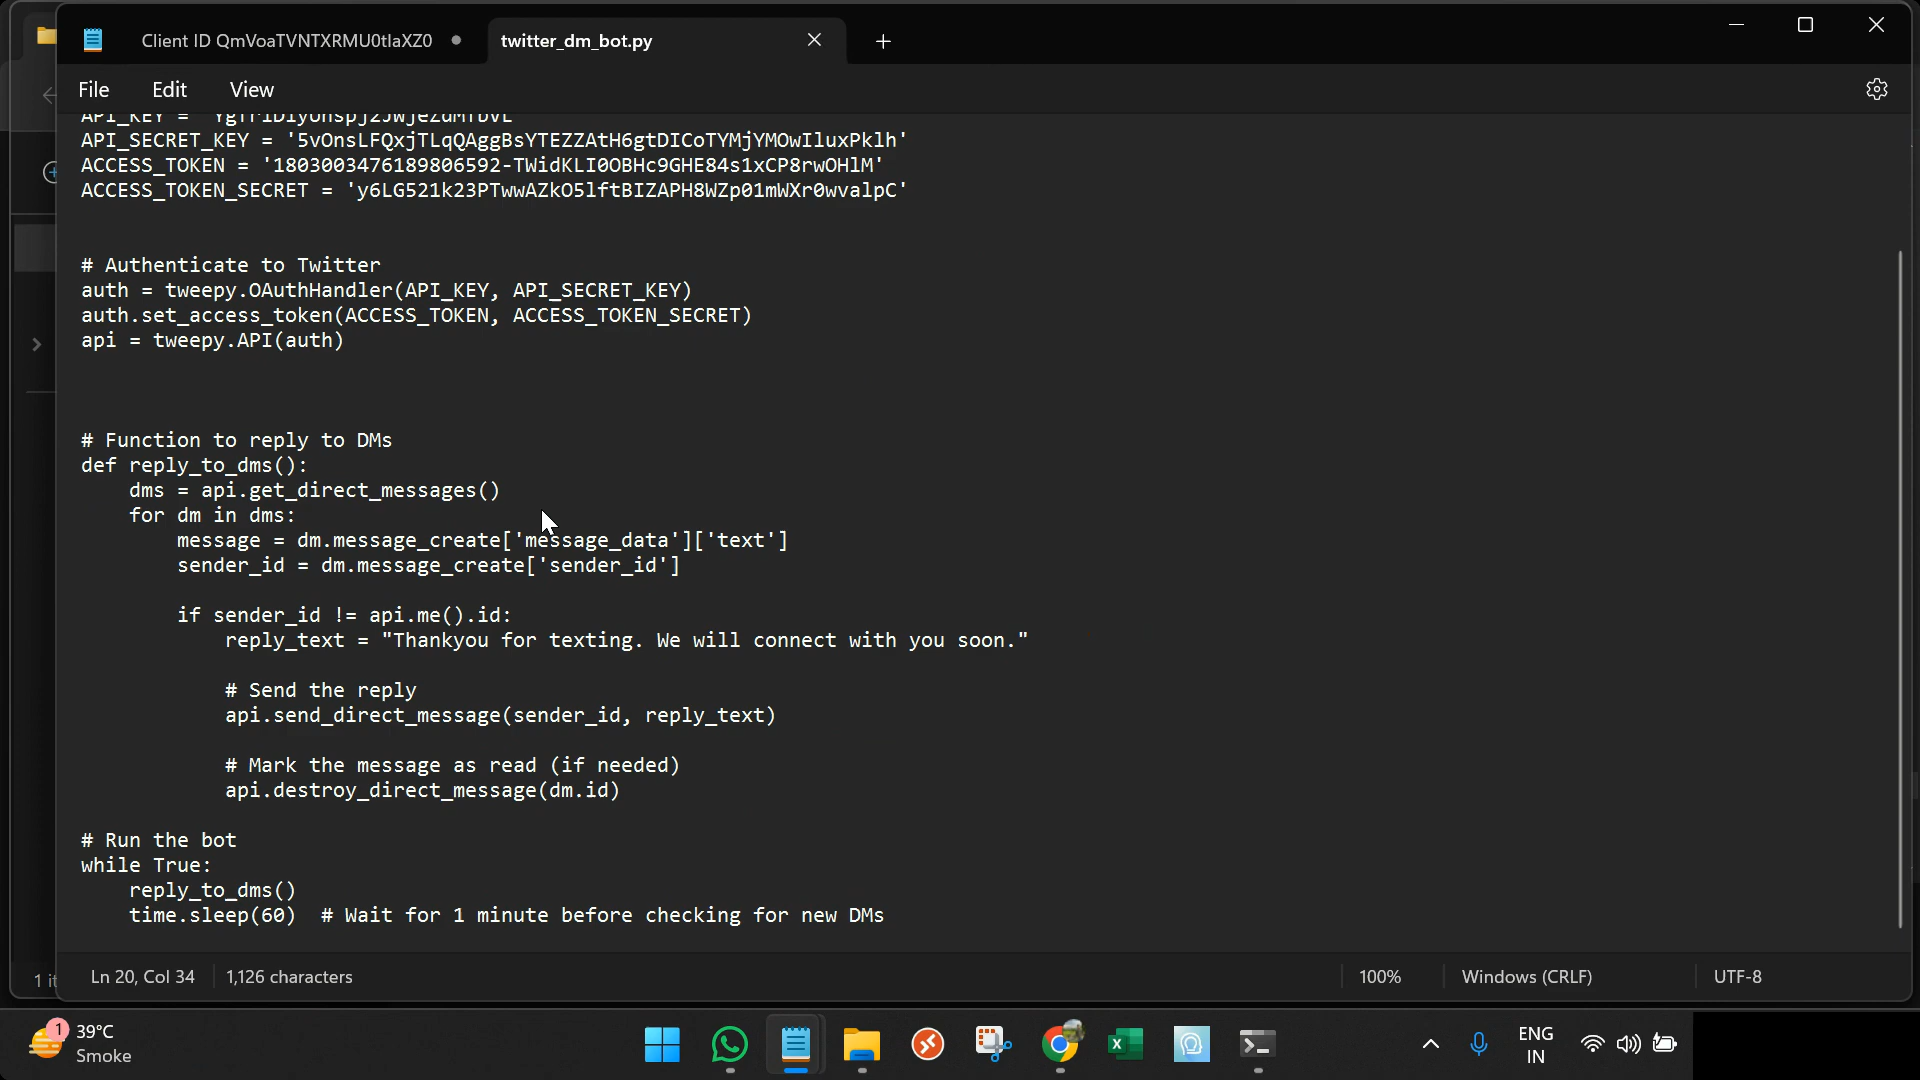 Client ID QmVoaTVNTXRMU0tlaXZ0
twitter_dm_bot.py
File Edit View
API_SECRET_KEY = '5vOnsLFQxjTLqQAggBsYTEZZAtH6gtDICoTYMjYMOwIluxPklh'
ACCESS_TOKEN = '1803003476189806592-TWidKLI0OBHc9GHE84s1xCP8rwOHlM'
ACCESS_TOKEN_SECRET = 'y6LG521k23PTwwAZkO5lftBIZAPH8WZp01mWXr0wvalpC'
# Authenticate to Twitter
auth = tweepy.OAuthHandler(API_KEY, API_SECRET_KEY)
auth.set_access_token(ACCESS_TOKEN, ACCESS_TOKEN_SECRET)
api = tweepy.API(auth)
# Function to reply to DMs
def reply_to_dms():
dms = api.get_direct_messages()
for dm in dms:
message = dm.message_create['message_data']['text']
sender_id = dm.message_create['sender_id']
if sender_id != api.me().id:
reply_text = "Thankyou for texting. We will connect with you soon."
# Send the reply
api.send_direct_message(sender_id, reply_text)
# Mark the message as read (if needed)
api.destroy_direct_message(dm.id)
# Run the bot
while True:
reply_to_dms()
time.sleep(60) # Wait for 1 minute before checking for new DMs
Ln 20, Col 34 1,126 characters 100% Windows (CRLF) UTF-8
1
39°C
Smoke
ENG
IN